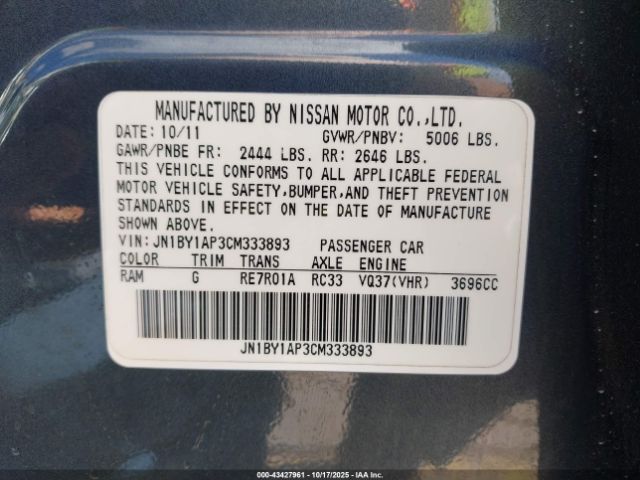 MANUFACTURED BY NISSAN MOTOR CO.,LTD.
DATE: 10/11 GVWR/PNBV: 5006 LBS.
GAWR/PNBE FR: 2444 LBS. RR: 2646 LBS.
THIS VEHICLE CONFORMS TO ALL APPLICABLE FEDERAL
MOTOR VEHICLE SAFETY,BUMPER,AND THEFT PREVENTION
STANDARDS IN EFFECT ON THE DATE OF MANUFACTURE
SHOWN ABOVE.
VIN: JN1BY1AP3CM333893 PASSENGER CAR
COLOR TRIM TRANS AXLE ENGINE
RAM G RE7R01A RC33 VQ37(VHR) 3696CC
JN1BY1AP3CM333893
000-43427961 - 10/17/2025 - IAAI.com